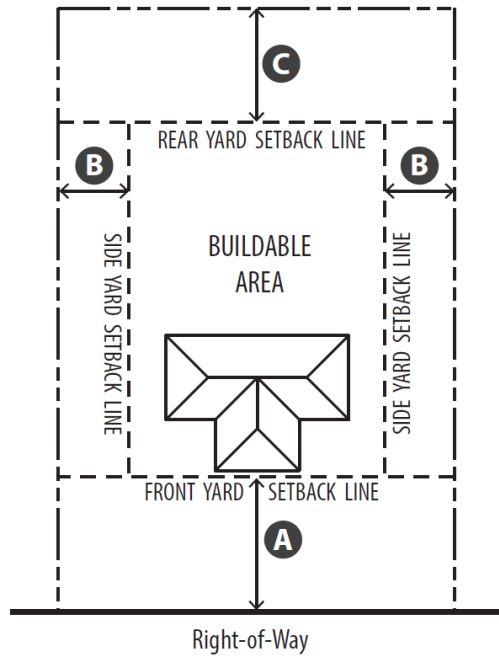 C
REAR YARD SETBACK LINE
B
B
SIDE YARD SETBACK LINE
BUILDABLE
AREA
SIDE YARD SETBACK LINE
FRONT YARD SETBACK LINE
A
Right-of-Way